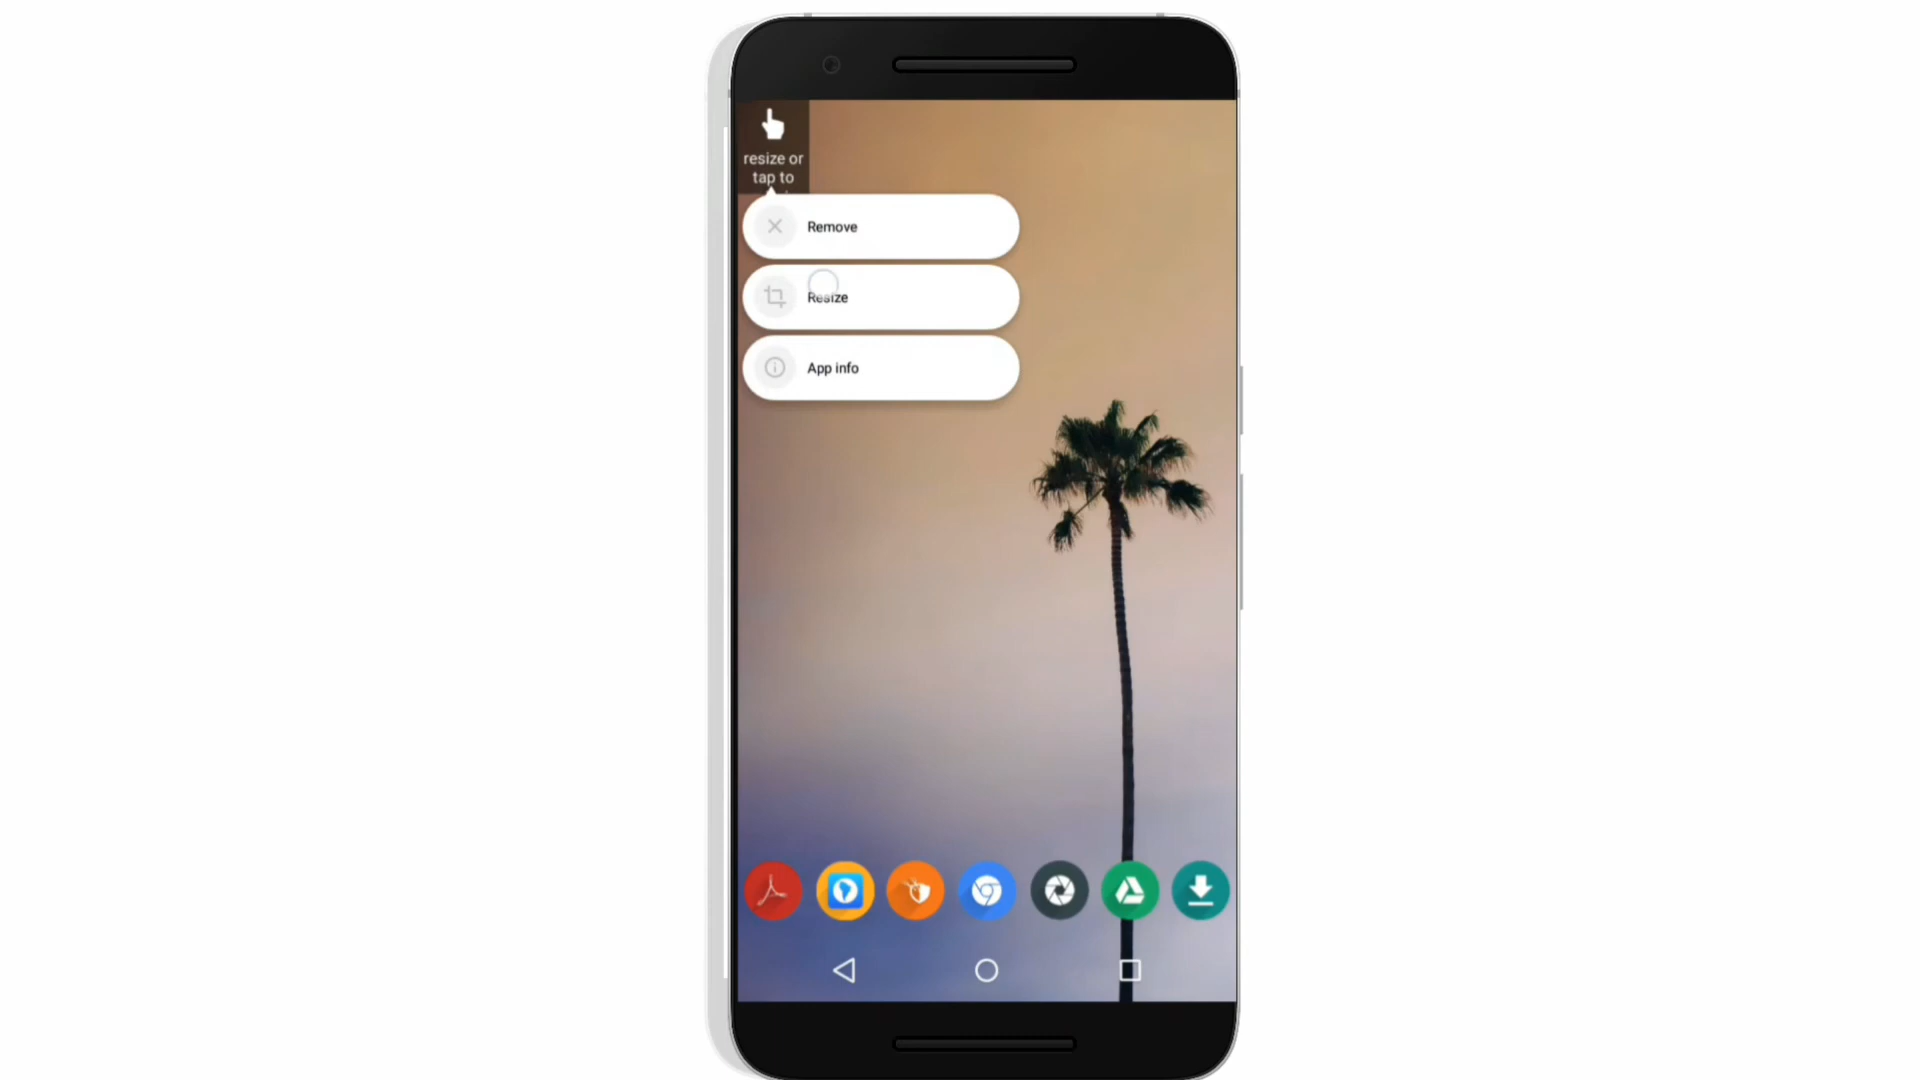 resize or
tap to
Remove
Resize
App info